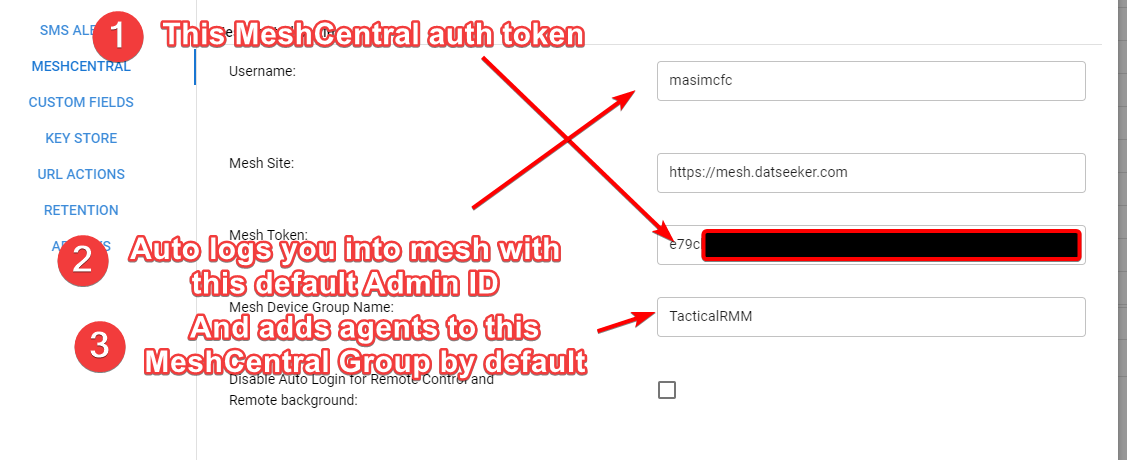 SMS ALE
1 This MeshCentral auth token
MESHCENTRAL
Username:
masimcfc
CUSTOM FIELDS
KEY STORE
Mesh Site:
https://mesh.datseeker.com
URL ACTIONS
RETENTION
Mesh Token:
e79c
2 Auto logs you into mesh with
this default Admin ID
Mesh Device Group Name:
TacticalRMM
3 And adds agents to this
MeshCentral Group by default
Disable Auto Login for Remote Control and
Remote background: